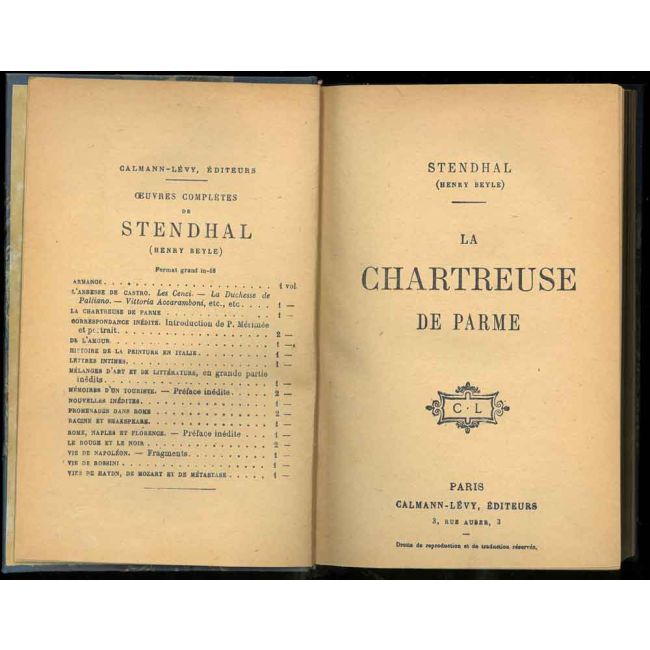 CALMANN-LÉVY, ÉDITEURS
ŒUVRES COMPLÈTES
DE
STENDHAL
(HENRY BEYLE)
Format grand in-18
ARMANCE. . . . . . . . . . . . . . . . . . . . 1 vol.
L'ABBESSE DE CASTRO. Les Cenci. — La Duchesse de
Palliano. — Vittoria Accaramboni, etc., etc . . . . 1 —
LA CHARTREUSE DE PARME . . . . . . . . . . . . 1 —
CORRESPONDANCE INÉDITE. Introduction de P. Mérimée
et portrait. . . . . . . . . . . . . . . . . . . 2 —
DE L'AMOUR. . . . . . . . . . . . . . . . . . . 1 —
HISTOIRE DE LA PEINTURE EN ITALIE. . . . . . . . 1 —
LETTRES INTIMES. . . . . . . . . . . . . . . . . 1 —
MÉLANGES D'ART ET DE LITTÉRATURE, en grande partie
inédits. . . . . . . . . . . . . . . . . . . . . 1 —
MÉMOIRES D'UN TOURISTE. — Préface inédite . . . . 2 —
NOUVELLES INÉDITES. . . . . . . . . . . . . . . 1 —
PROMENADES DANS ROME . . . . . . . . . . . . . 2 —
RACINE ET SHAKSPEARE. . . . . . . . . . . . . . 1 —
ROME, NAPLES ET FLORENCE. — Préface inédite . . . 1 —
LE ROUGE ET LE NOIR . . . . . . . . . . . . . . 2 —
VIE DE NAPOLÉON. — Fragments. . . . . . . . . . 1 —
VIE DE ROSSINI . . . . . . . . . . . . . . . . . 1 —
VIES DE HAYDN, DE MOZART ET DE MÉTASTASE . . . . 1 —
STENDHAL
(HENRY BEYLE)
LA
CHARTREUSE
DE PARME
C · L
PARIS
CALMANN-LÉVY, ÉDITEURS
3, RUE AUBER, 3
Droits de reproduction et de traduction réservés.